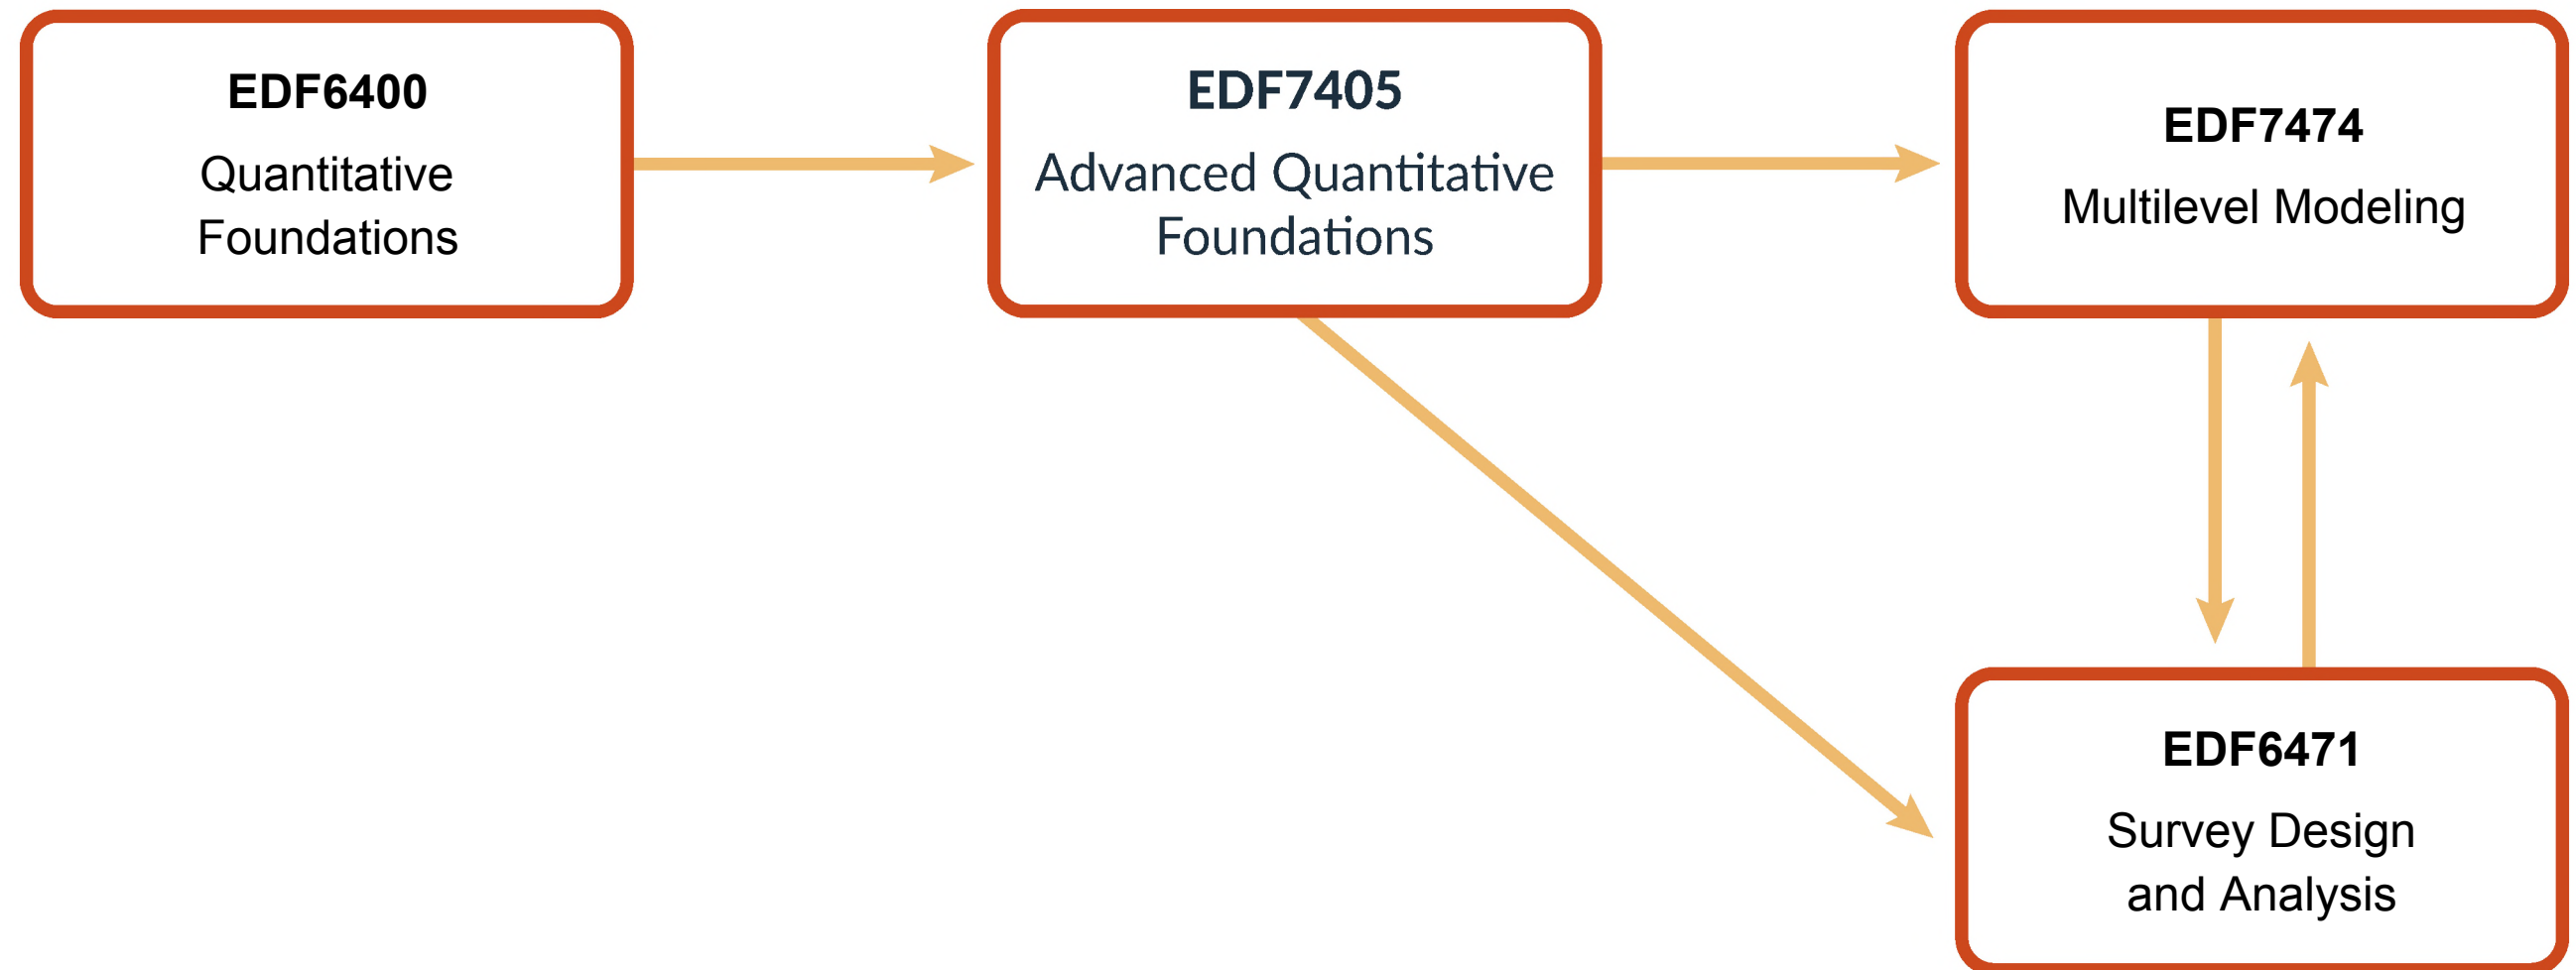 EDF6400
Quantitative
Foundations
EDF7405
Advanced Quantitative
Foundations
EDF7474
Multilevel Modeling
EDF6471
Survey Design
and Analysis